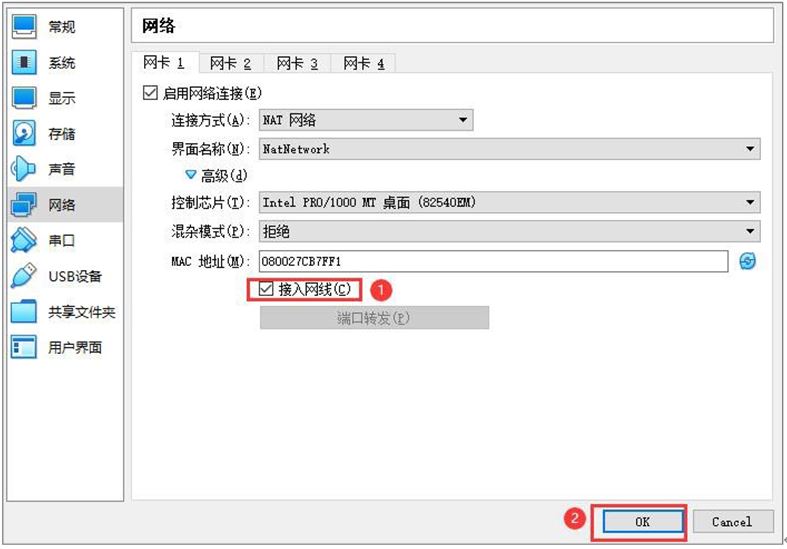 常规
系统
显示
存储
声音
网络
串口
USB设备
共享文件夹
用户界面
网络
网卡 1 网卡 2 网卡 3 网卡 4
启用网络连接(E)
连接方式(A): NAT 网络
界面名称(N): NatNetwork
高级(d)
控制芯片(T): Intel PRO/1000 MT 桌面 (82540EM)
混杂模式(P): 拒绝
MAC 地址(M): 080027CB7FF1
接入网线(C) 1
端口转发(P)
2 OK Cancel